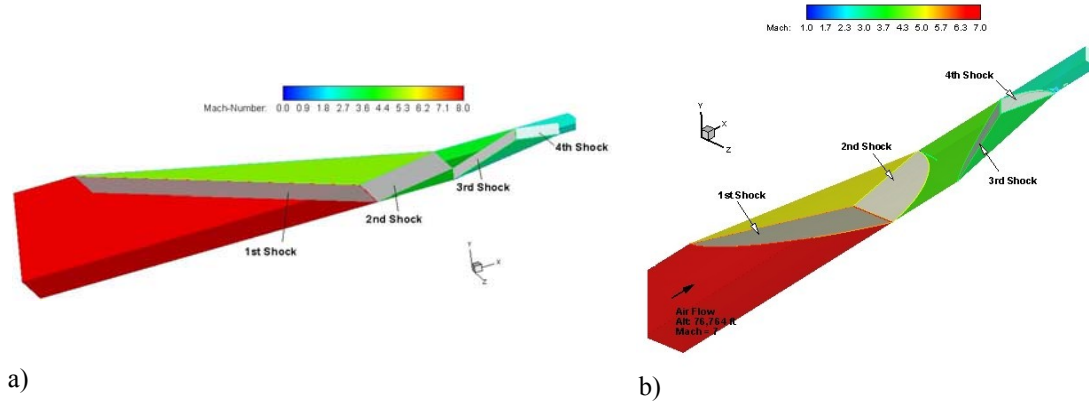 Mach-Number: 0.0 0.9 1.8 2.7 3.6 4.4 5.3 6.2 7.1 8.0
1st Shock
2nd Shock
3rd Shock
4th Shock
Y
X
Z
a)
Mach: 1.0 1.7 2.3 3.0 3.7 4.3 5.0 5.7 6.3 7.0
4th Shock
Y
X
Z
2nd Shock
1st Shock
3rd Shock
Air Flow
Alt: 76,764 ft
Mach = 7
b)